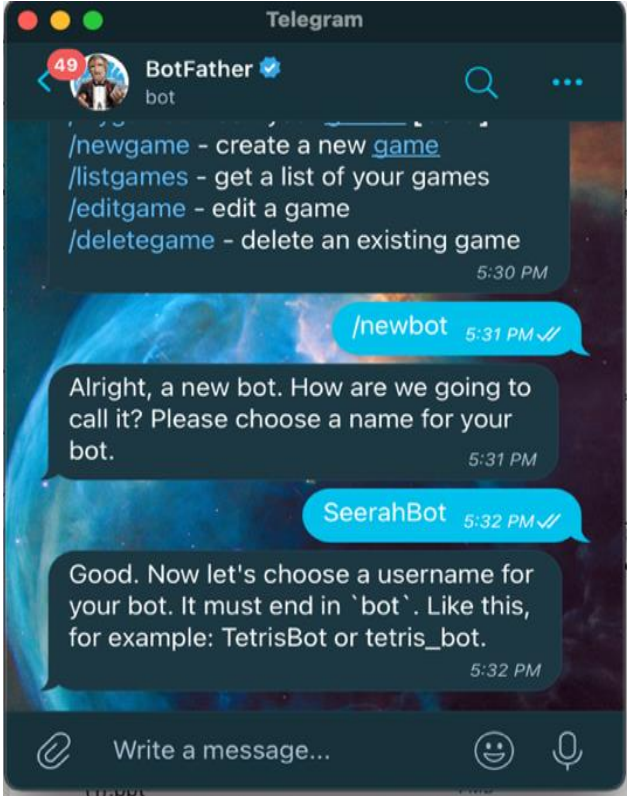 Telegram
49
BotFather
bot
/newgame - create a new game
/listgames - get a list of your games
/editgame - edit a game
/deletegame - delete an existing game
5:30 PM
/newbot 5:31 PM
Alright, a new bot. How are we going to
call it? Please choose a name for your
bot.
5:31 PM
SeerahBot 5:32 PM
Good. Now let's choose a username for
your bot. It must end in `bot`. Like this,
for example: TetrisBot or tetris_bot.
5:32 PM
Write a message...